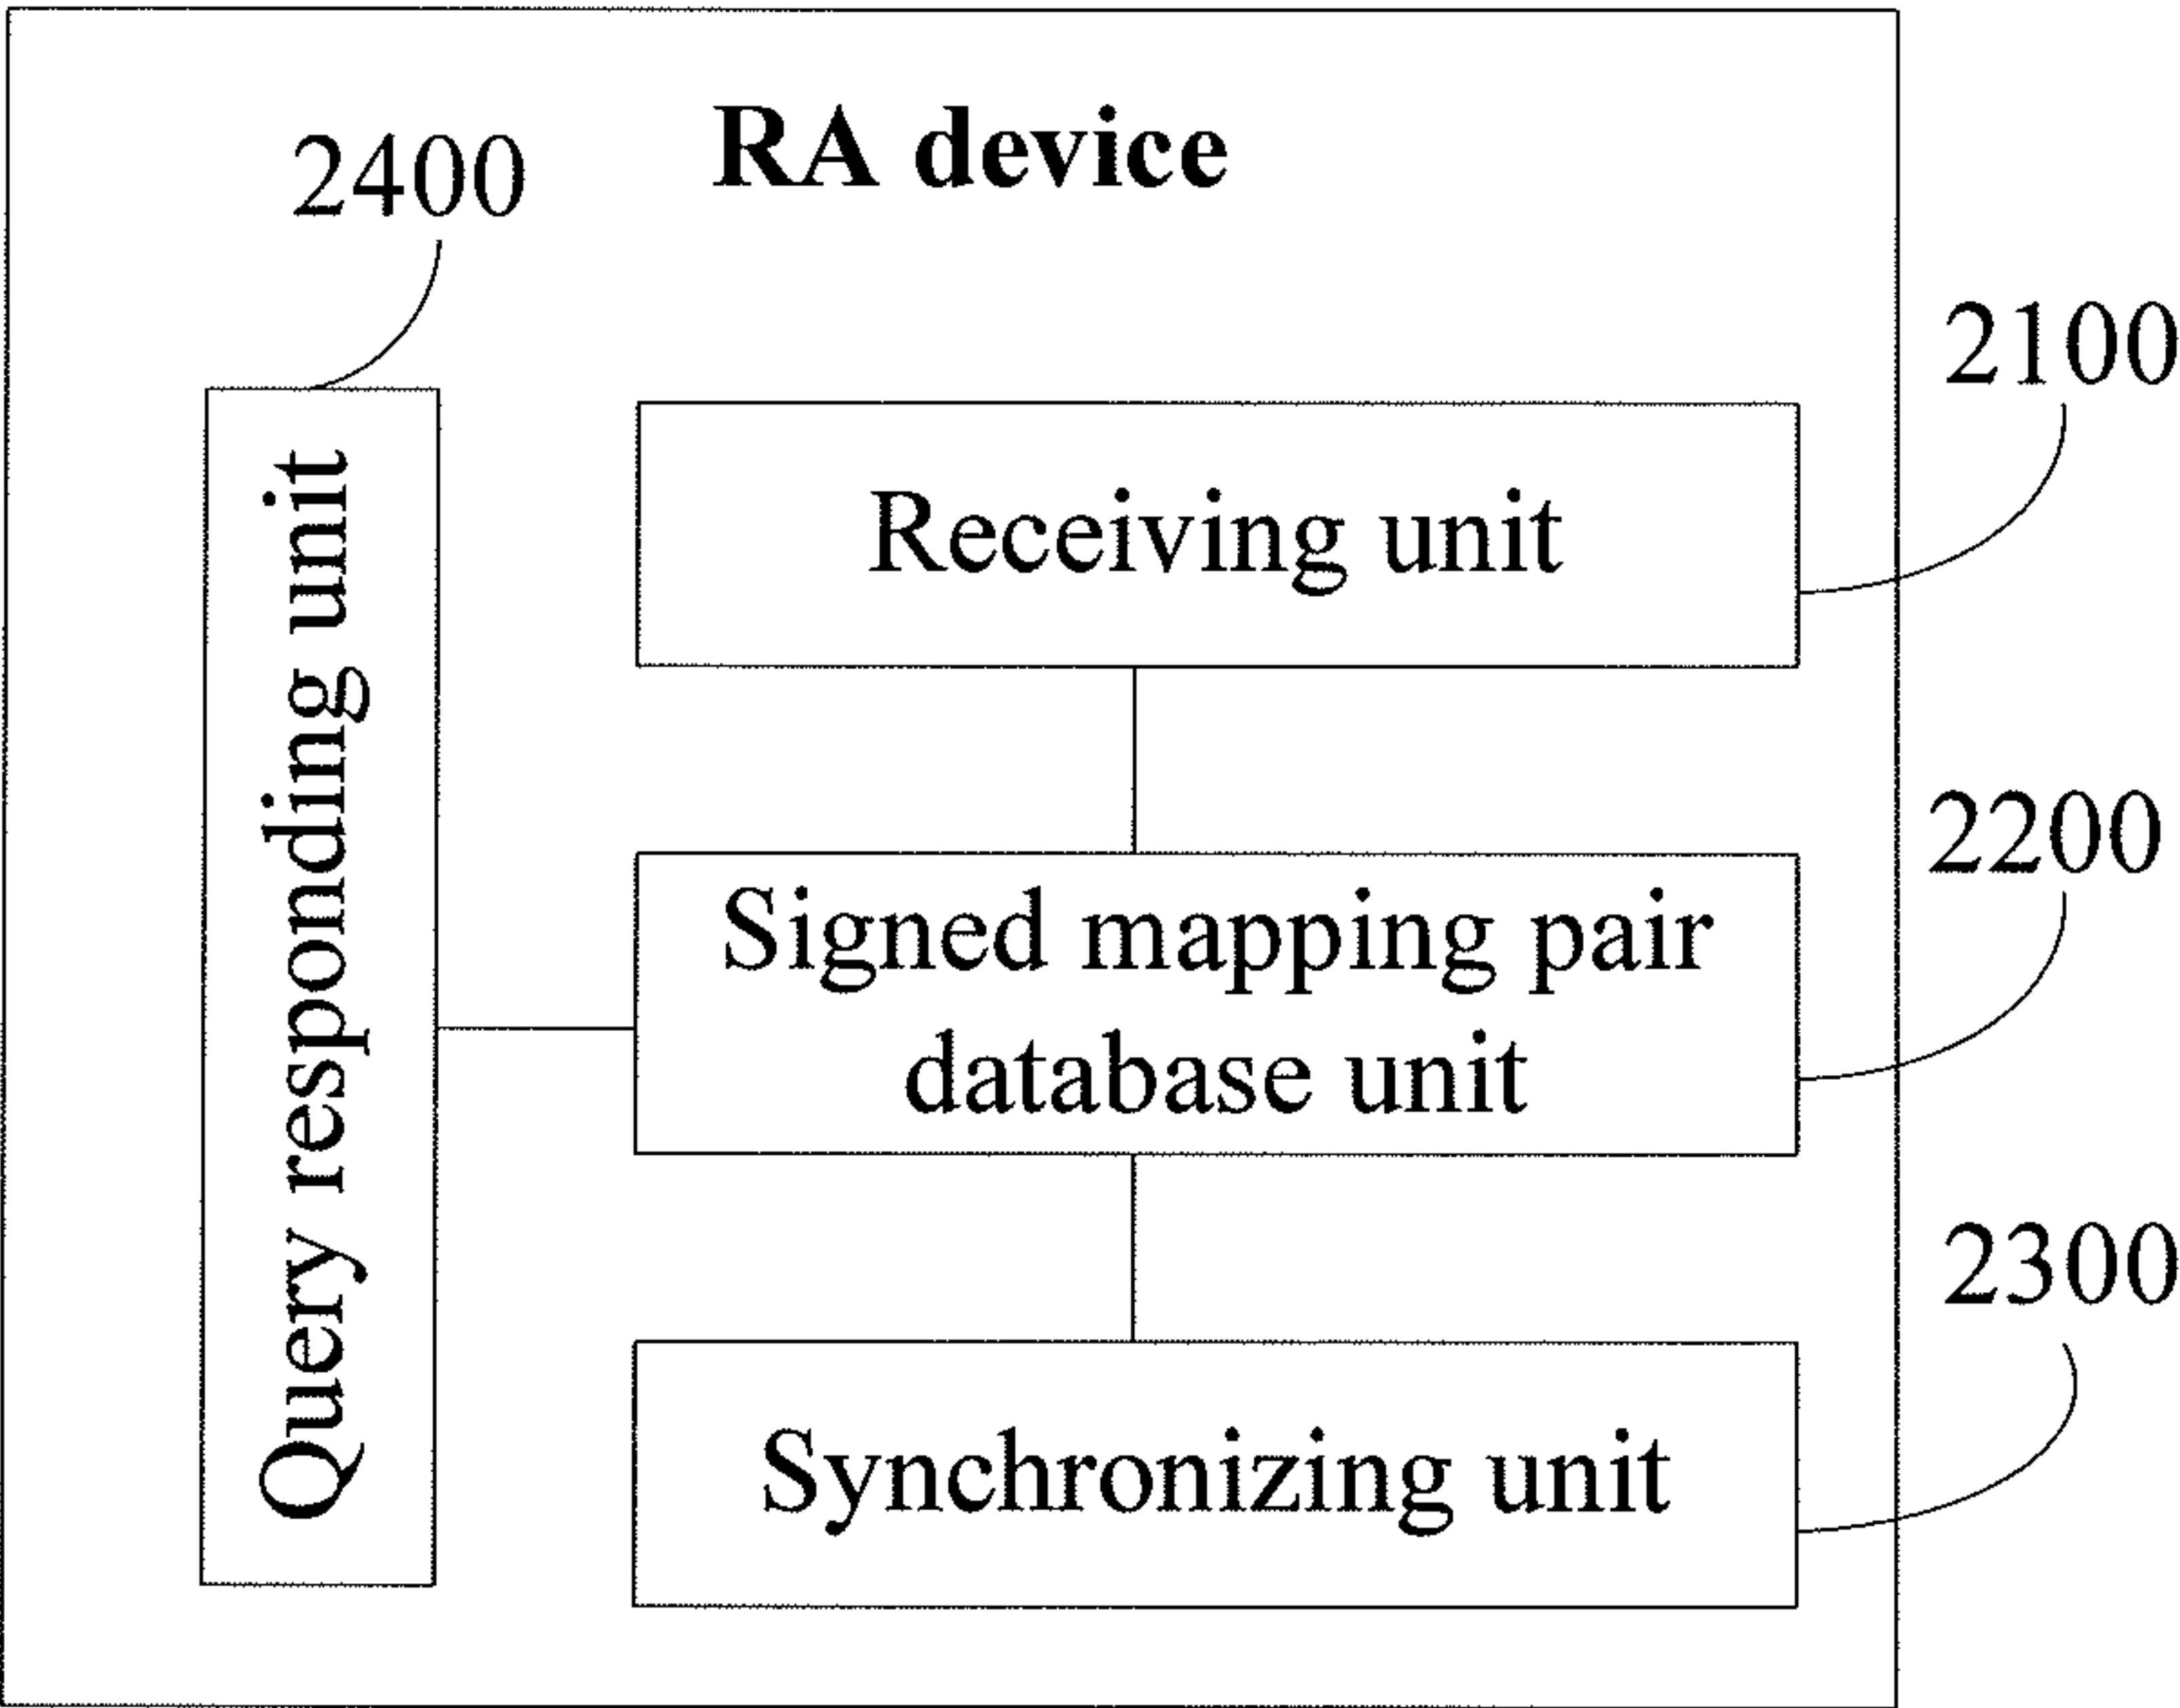 RA device
2400
2100
Query responding unit
Receiving unit
2200
Signed mapping pair
database unit
2300
Synchronizing unit